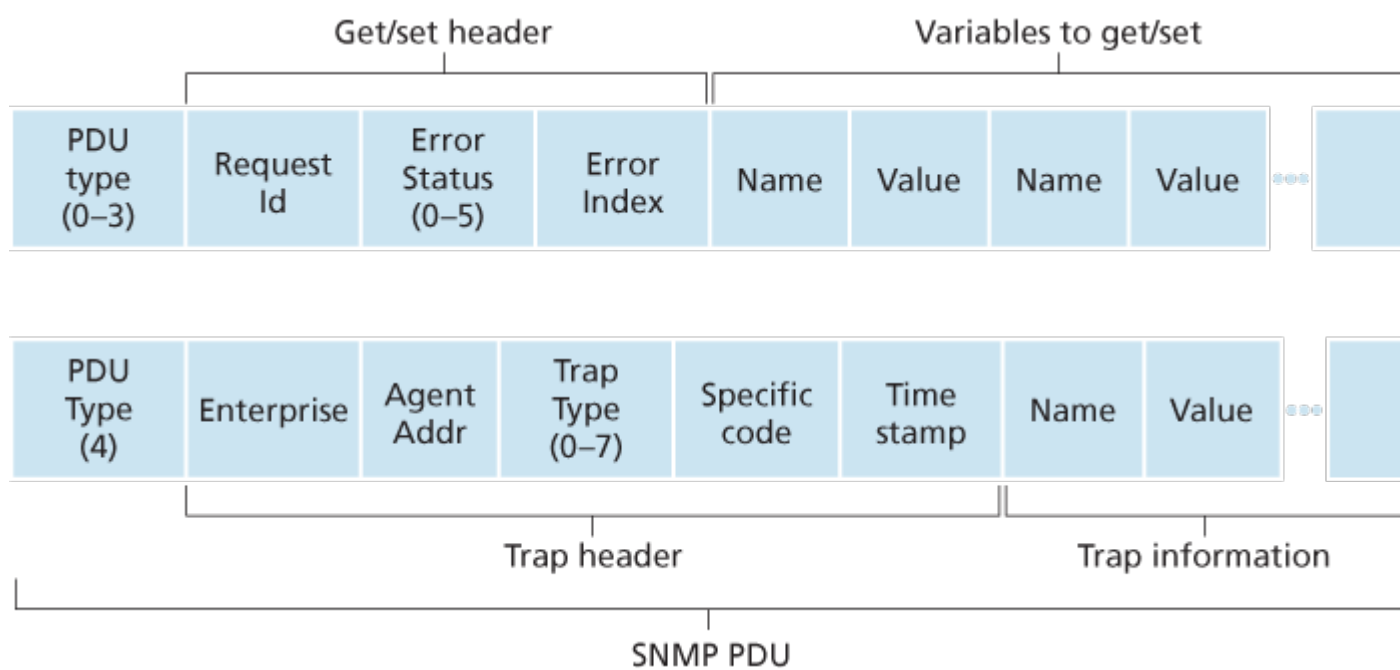 Get/set header
Variables to get/set
PDU
type
(0–3)
Request
Id
Error
Status
(0–5)
Error
Index
Name
Value
Name
Value
PDU
Type
(4)
Enterprise
Agent
Addr
Trap
Type
(0–7)
Specific
code
Time
stamp
Name
Value
Trap header
Trap information
SNMP PDU